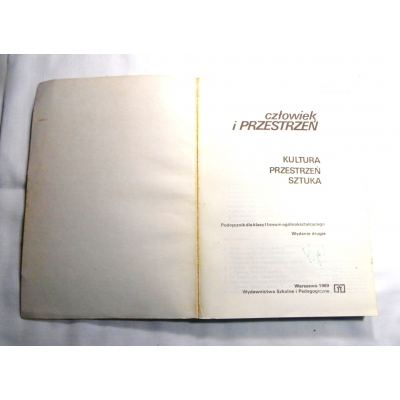 człowiek
i PRZESTRZEŃ
KULTURA
PRZESTRZEŃ
SZTUKA
Podręcznik dla klasy I liceum ogólnokształcącego
Wydanie drugie
Warszawa 1989
Wydawnictwa Szkolne i Pedagogiczne